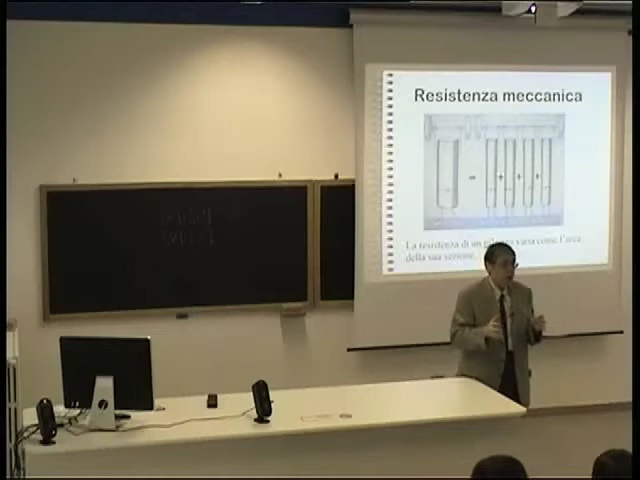 Resistenza meccanica
La resistenza di un pilastro varia come l'area
della sua sezione.